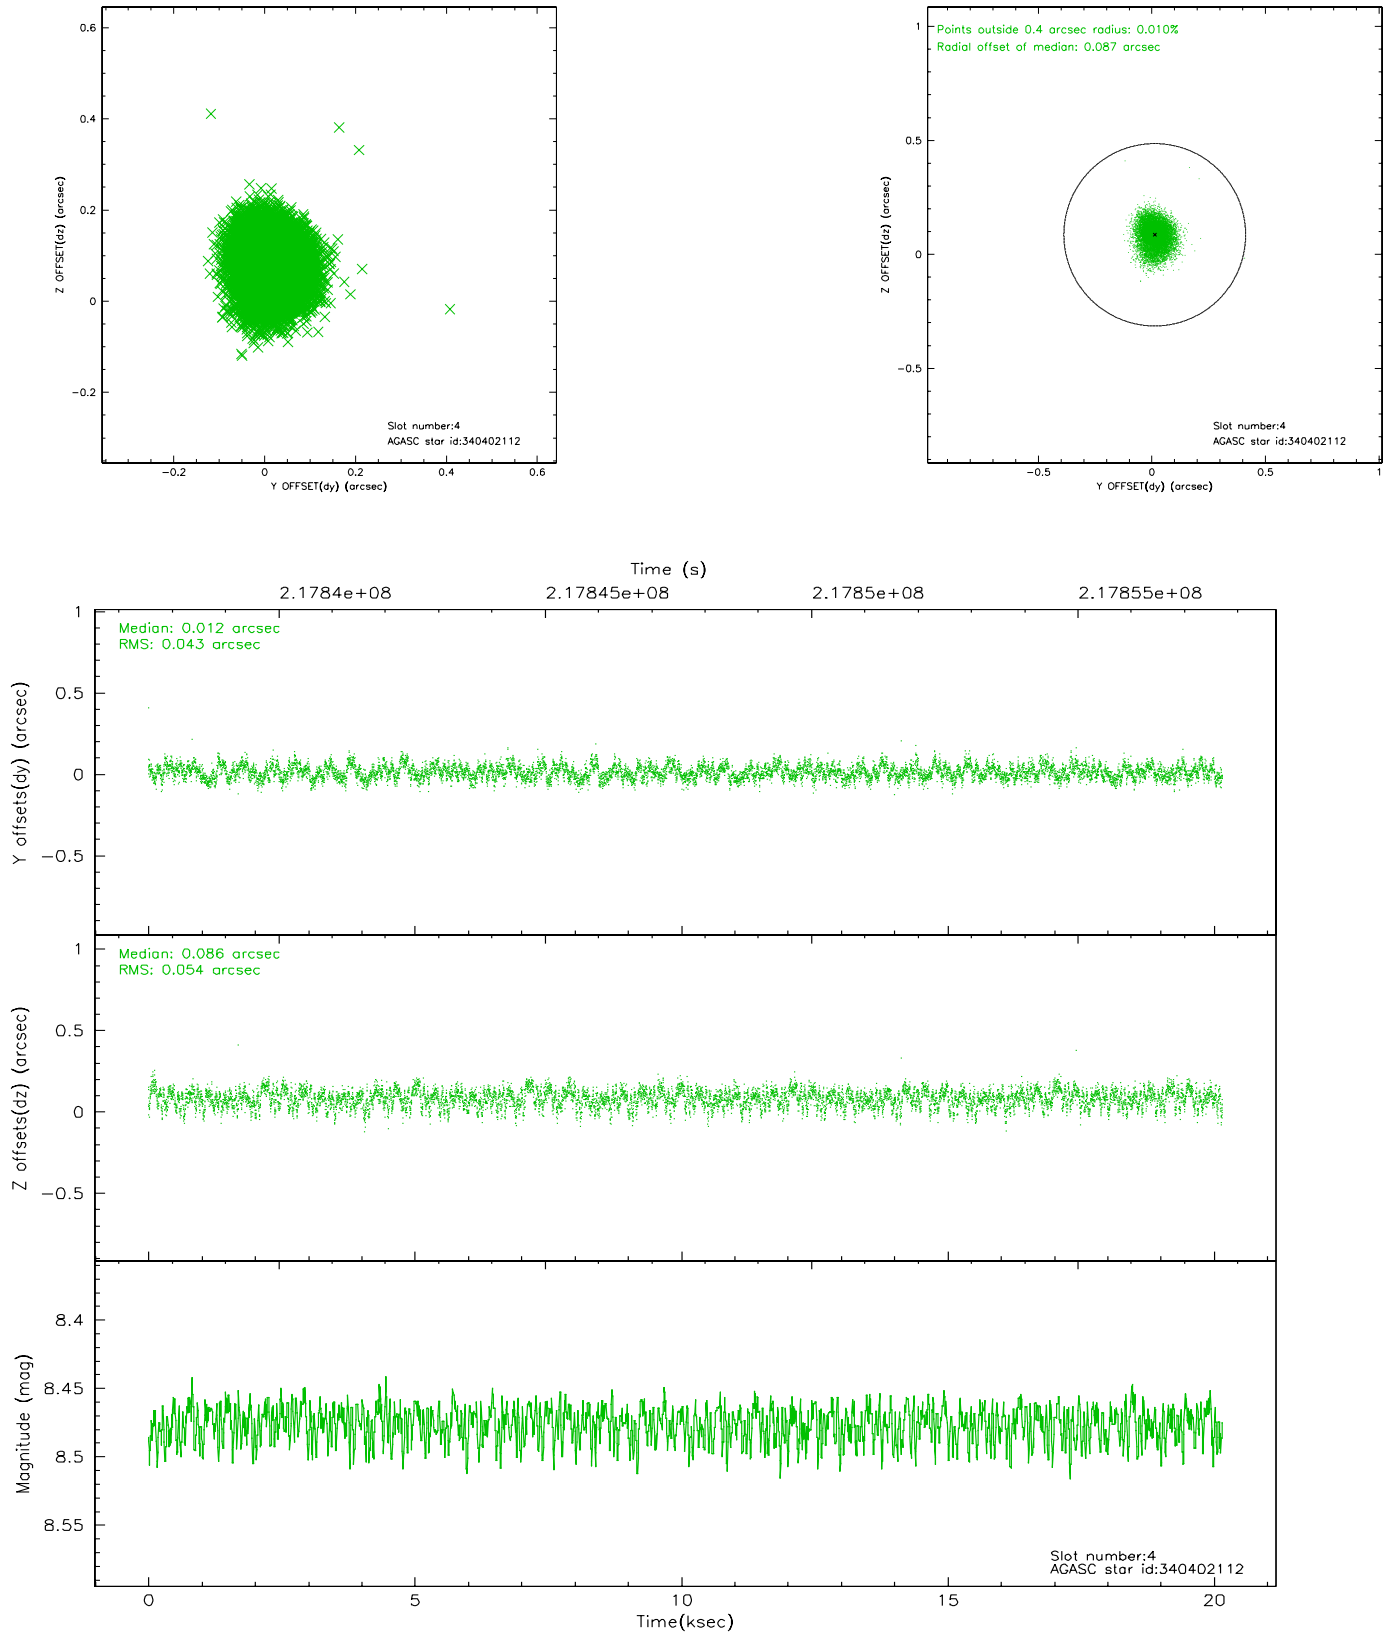 0.6
0.4
0.2
0
−0.2
Z OFFSET(dz) (arcsec)
−0.2 0 0.2 0.4 0.6
Y OFFSET(dy) (arcsec)
Slot number:4
AGASC star id:340402112
Points outside 0.4 arcsec radius: 0.010%
Radial offset of median: 0.087 arcsec
1
0.5
0
−0.5
Z OFFSET(dz) (arcsec)
−0.5 0 0.5 1
Y OFFSET(dy) (arcsec)
Slot number:4
AGASC star id:340402112
Time (s)
2.1784e+08 2.17845e+08 2.1785e+08 2.17855e+08
Median: 0.012 arcsec
RMS: 0.043 arcsec
1
0.5
0
−0.5
Y offsets(dy) (arcsec)
Median: 0.086 arcsec
RMS: 0.054 arcsec
1
0.5
0
−0.5
Z offsets(dz) (arcsec)
8.4
8.45
8.5
8.55
Magnitude (mag)
Slot number:4
AGASC star id:340402112
0 5 10 15 20
Time(ksec)